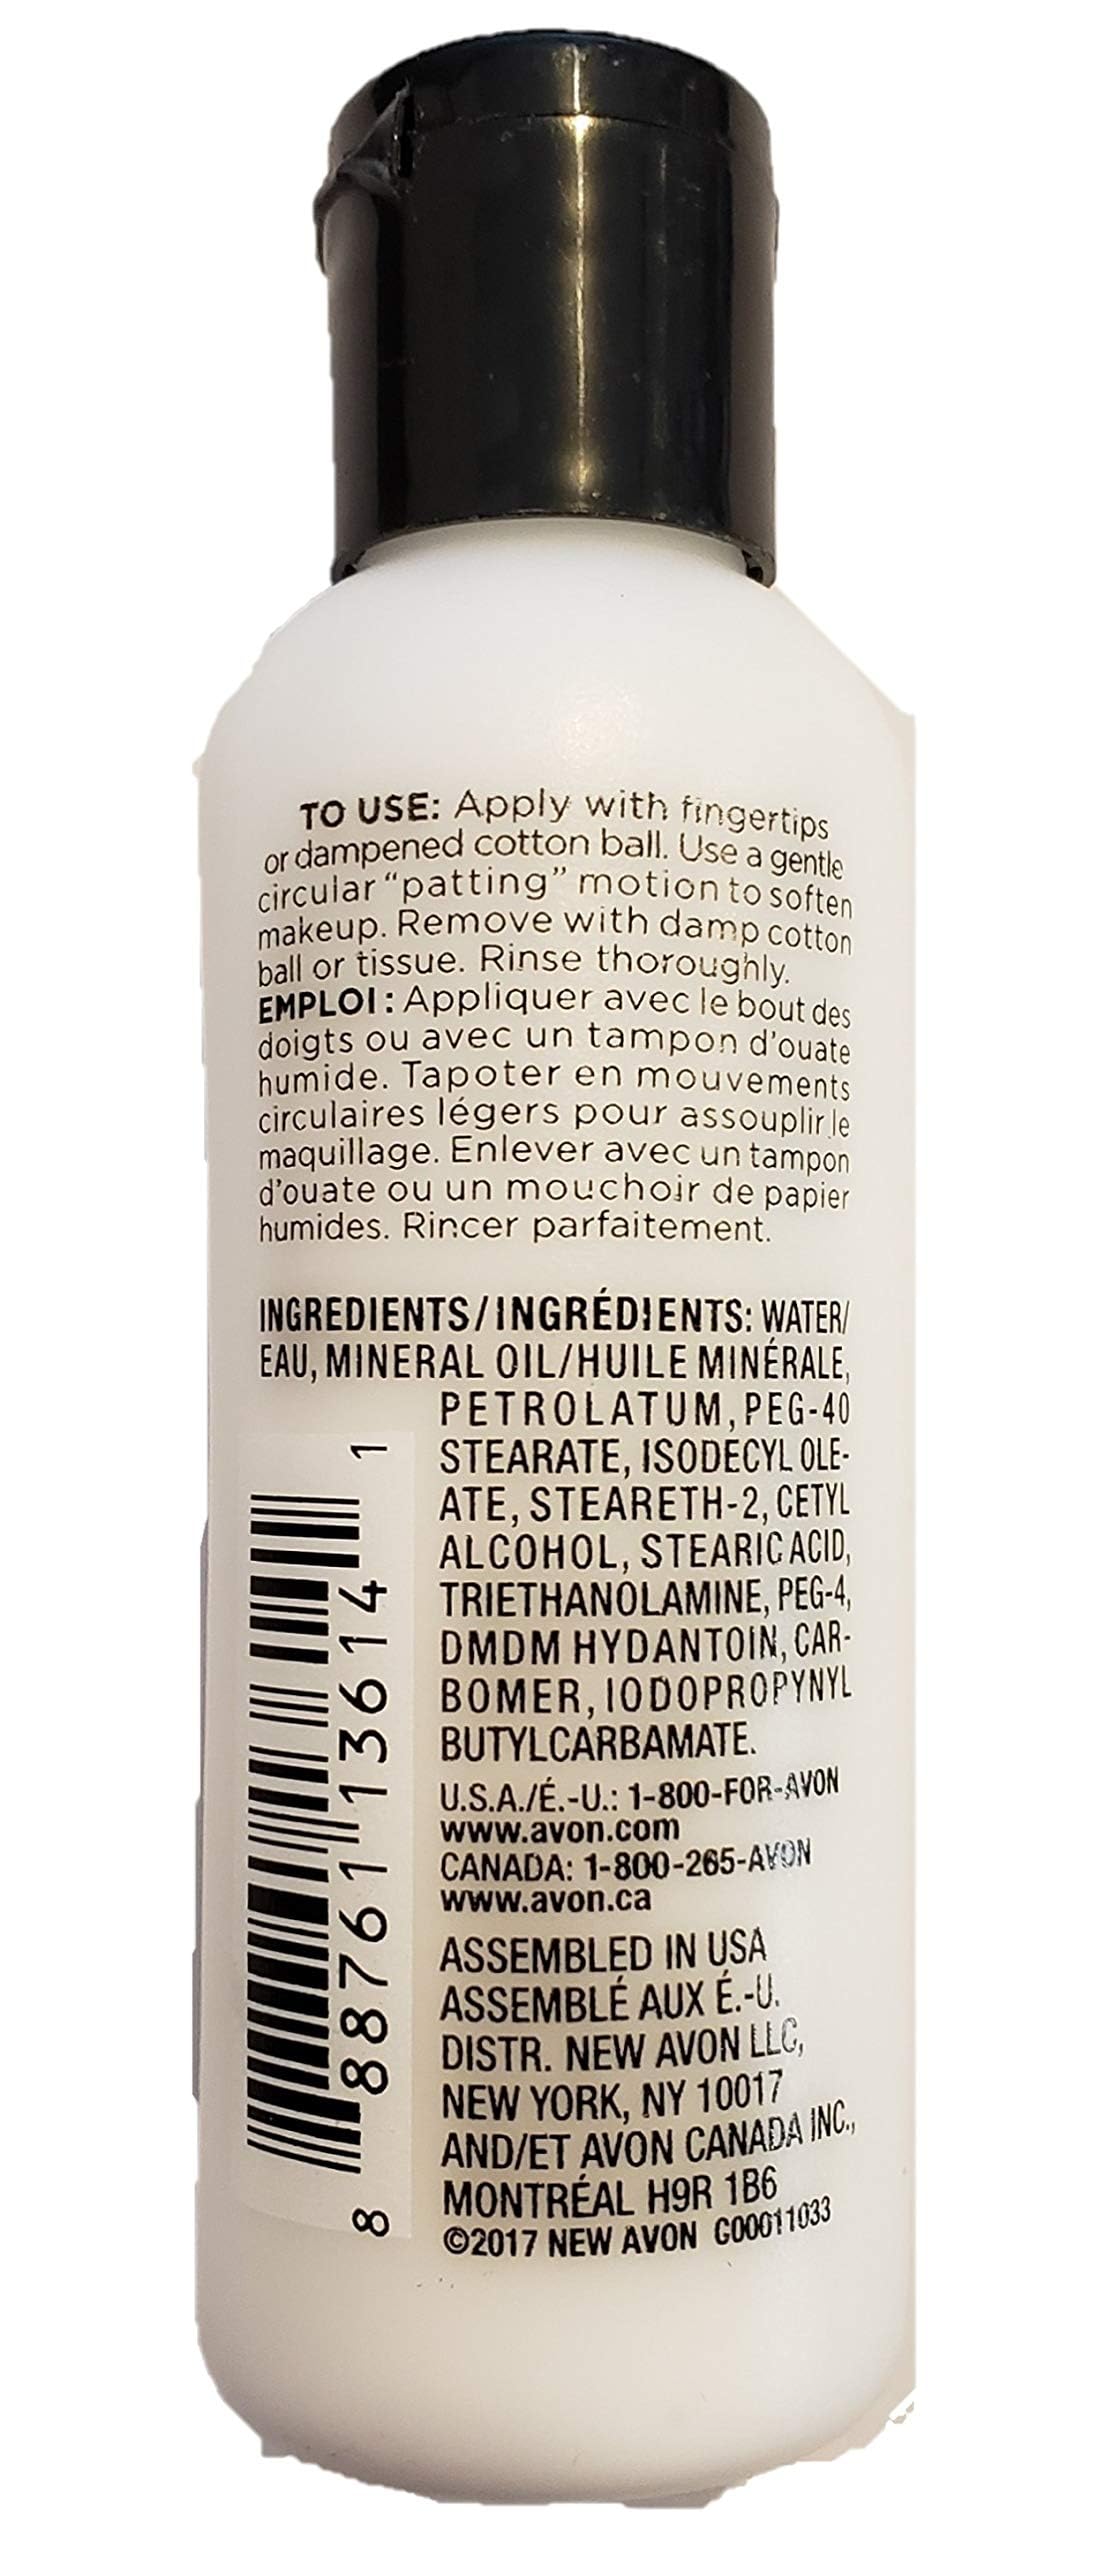 TO USE: Apply with fingertips
or dampened cotton ball. Use a gentle
circular "patting" motion to soften
makeup. Remove with damp cotton
ball or tissue. Rinse thoroughly.
EMPLOI : Appliquer avec le bout des
doigts ou avec un tampon d'ouate
humide. Tapoter en mouvements
circulaires légers pour assouplir le
maquillage. Enlever avec un tampon
d'ouate ou un mouchoir de papier
humides. Rincer parfaitement.
INGREDIENTS/INGRÉDIENTS: WATER/
EAU, MINERAL OIL/HUILE MINÉRALE,
PETROLATUM, PEG-40
STEARATE, ISODECYL OLE-
ATE, STEARETH-2, CETYL
ALCOHOL, STEARIC ACID,
TRIETHANOLAMINE, PEG-4,
DMDM HYDANTOIN, CAR-
BOMER, IODOPROPYNYL
BUTYLCARBAMATE.
U.S.A./É.-U.: 1-800-FOR-AVON
www.avon.com
CANADA: 1-800-265-AVON
www.avon.ca
ASSEMBLED IN USA
ASSEMBLÉ AUX É.-U.
DISTR. NEW AVON LLC,
NEW YORK, NY 10017
AND/ET AVON CANADA INC.,
MONTRÉAL H9R 1B6
©2017 NEW AVON G00011033
8 88761 13614 1